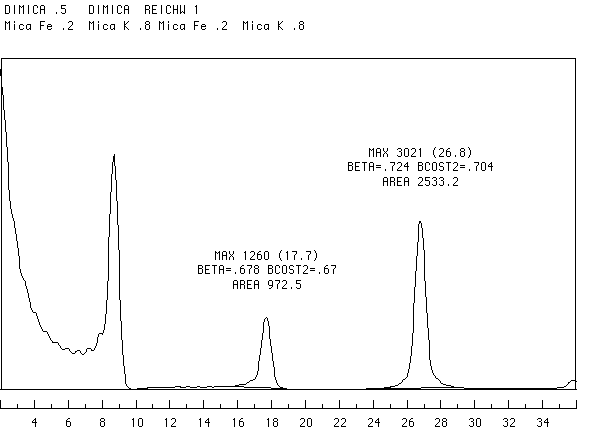 DIMICA .5 DIMICA REICHW 1
Mica Fe .2 Mica K .8 Mica Fe .2 Mica K .8
MAX 3021 (26.8)
BETA=.724 BCOST2=.704
AREA 2533.2
MAX 1260 (17.7)
BETA=.678 BCOST2=.67
AREA 972.5
4 6 8 10 12 14 16 18 20 22 24 26 28 30 32 34